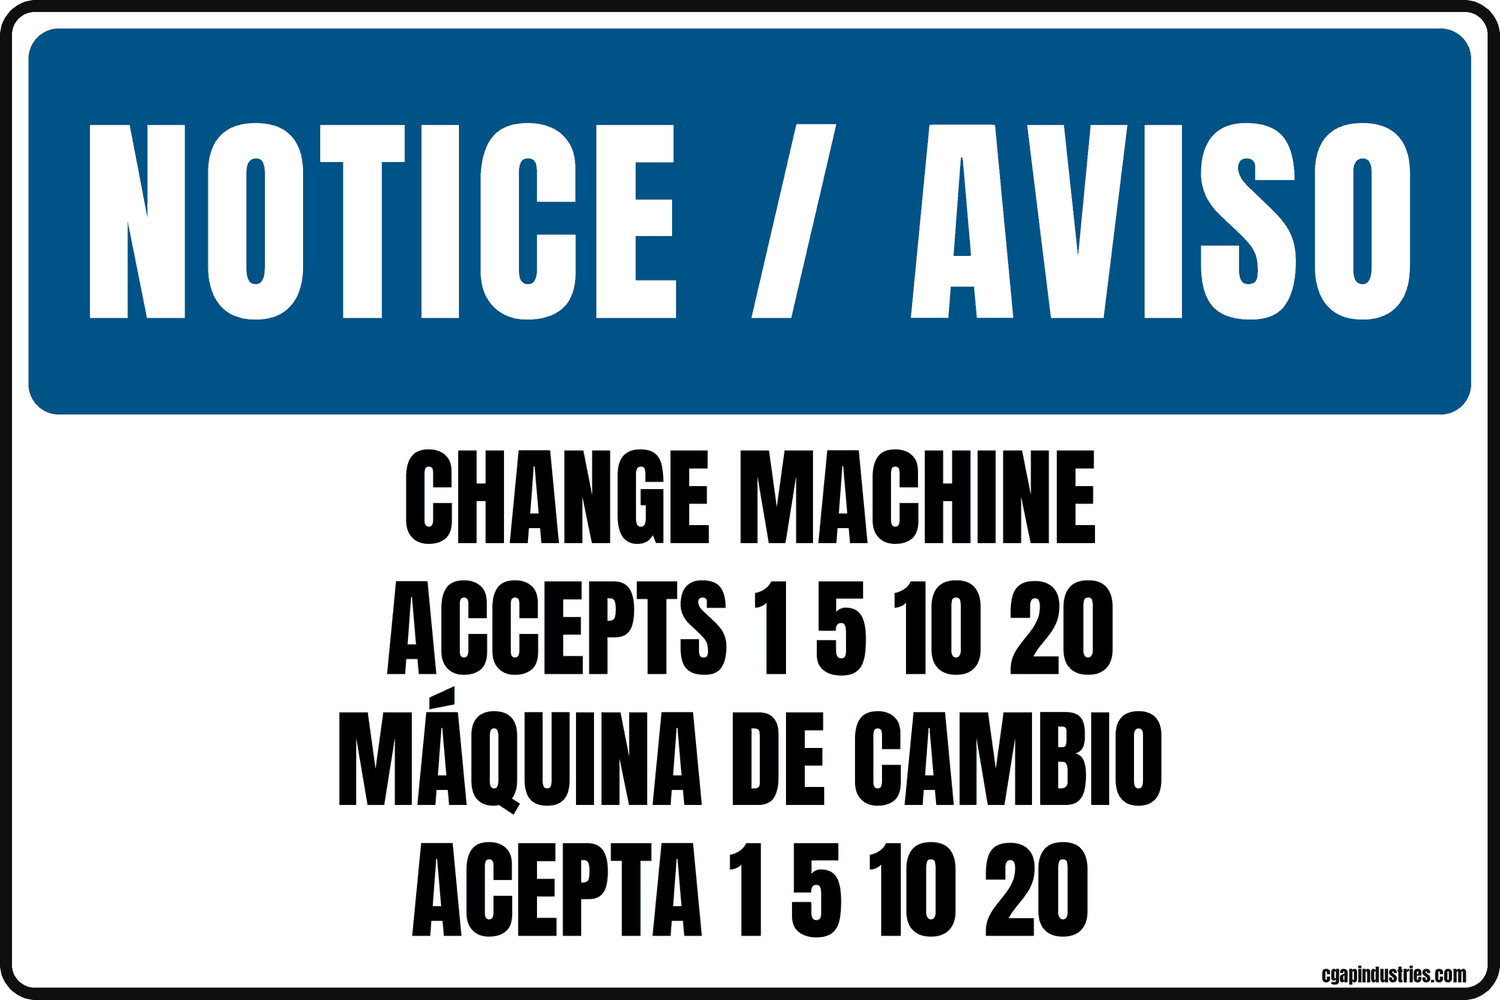 NOTICE / AVISO
CHANGE MACHINE
ACCEPTS 1 5 10 20
MÁQUINA DE CAMBIO
ACEPTA 1 5 10 20
cgapindustries.com